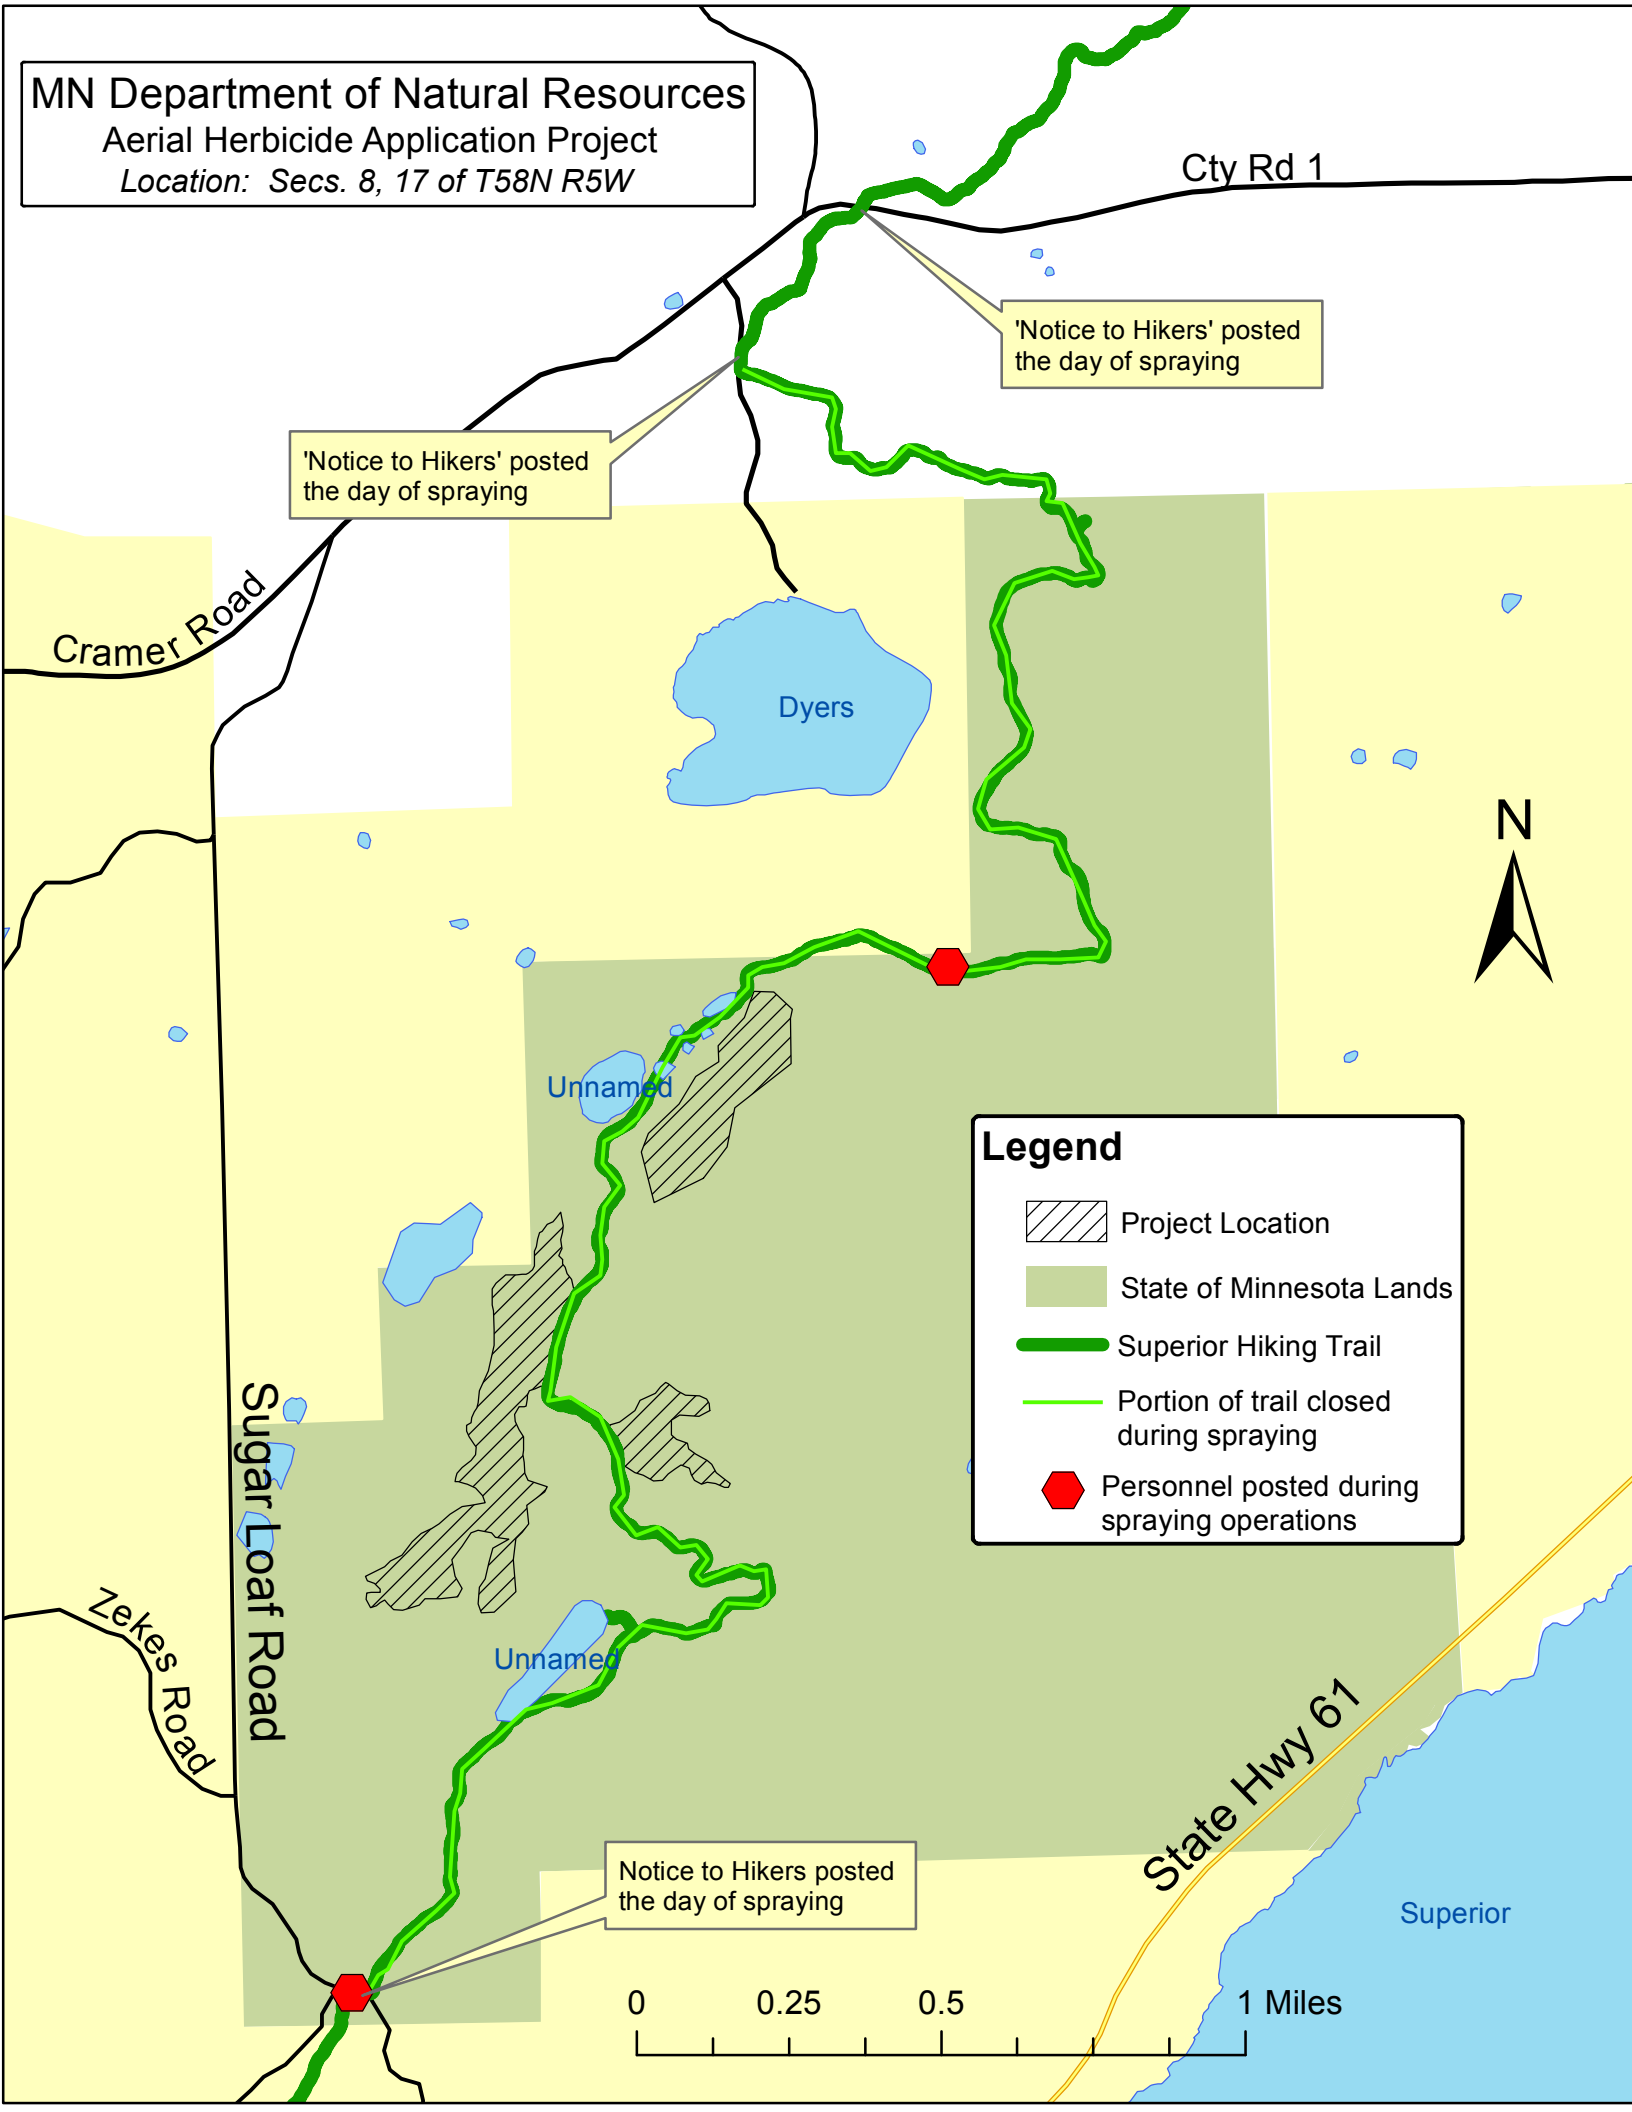 MN Department of Natural Resources
Aerial Herbicide Application Project
Location: Secs. 8, 17 of T58N R5W
Cty Rd 1
'Notice to Hikers' posted
the day of spraying
'Notice to Hikers' posted
the day of spraying
Cramer Road
Dyers
N
Unnamed
Legend
Project Location
State of Minnesota Lands
Superior Hiking Trail
Portion of trail closed
during spraying
Personnel posted during
spraying operations
Sugar Loaf Road
Zekes Road
Unnamed
State Hwy 61
Notice to Hikers posted
the day of spraying
Superior
0 0.25 0.5 1 Miles